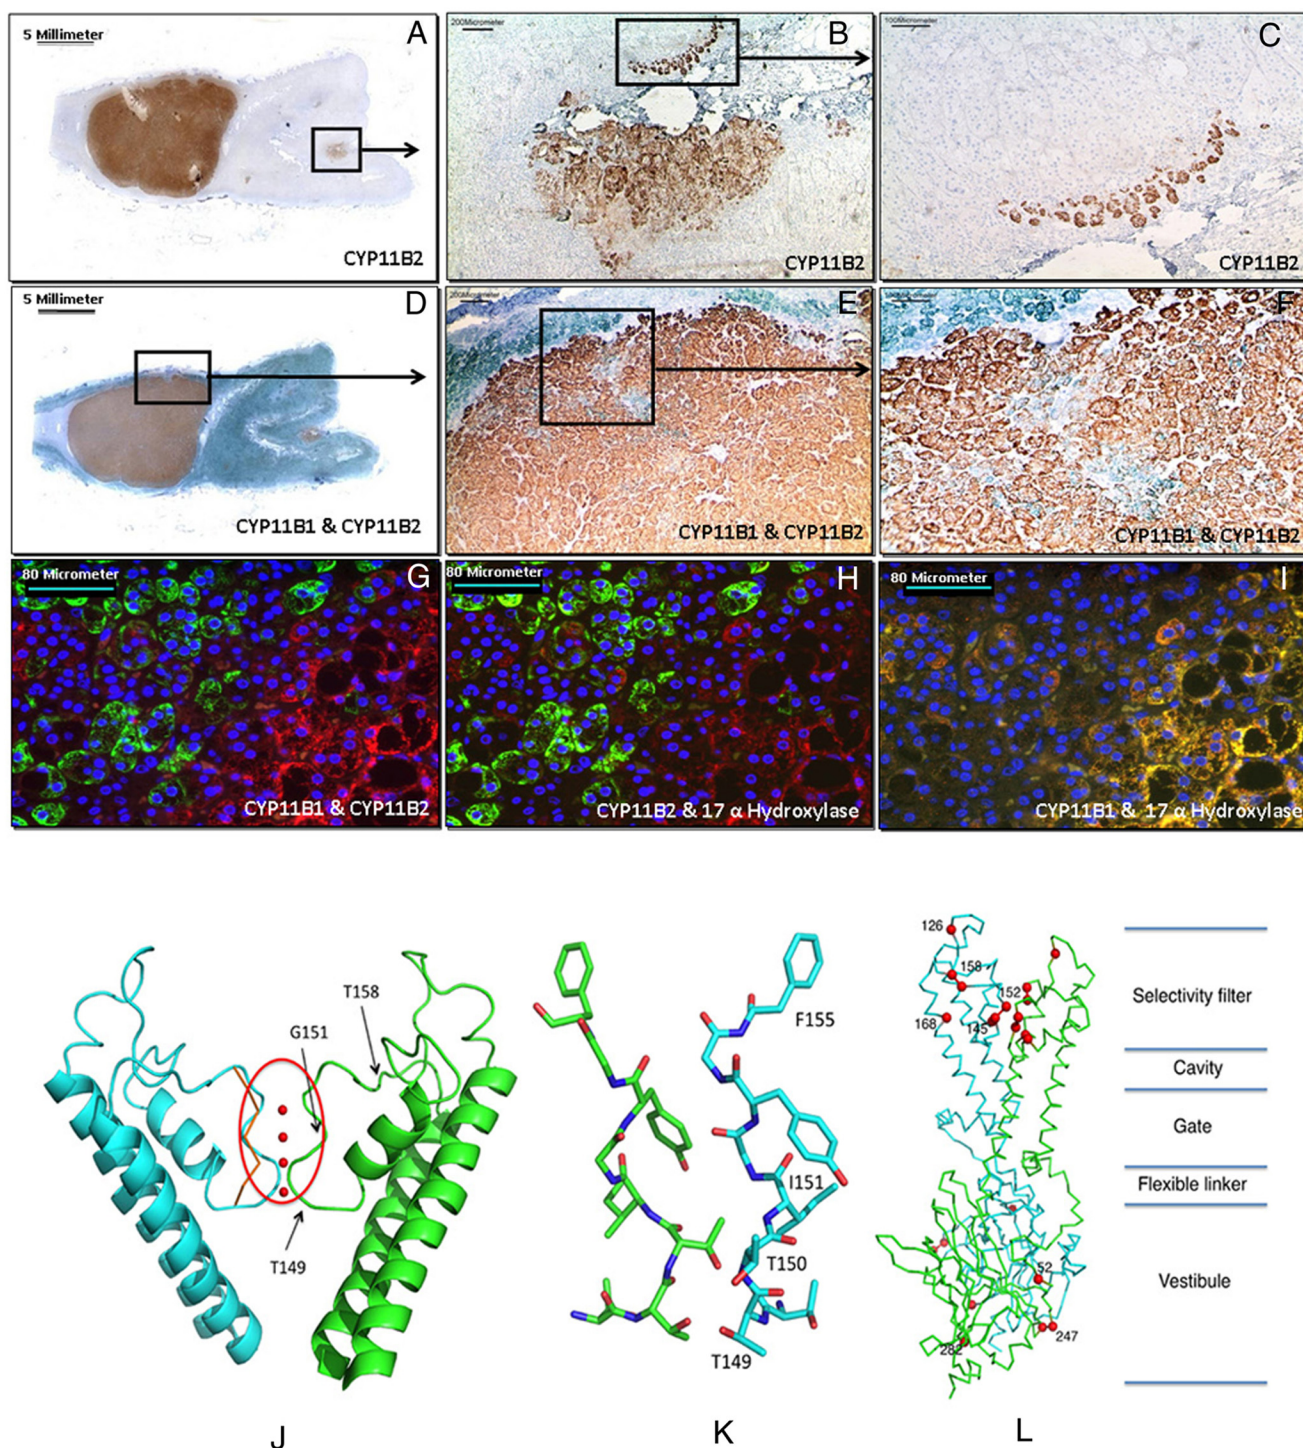 5 Millimeter
A
CYP11B2
200Micrometer
B
CYP11B2
100Micrometer
C
CYP11B2
5 Millimeter
D
CYP11B1 & CYP11B2
200Micrometer
E
CYP11B1 & CYP11B2
F
CYP11B1 & CYP11B2
80 Micrometer
G
CYP11B1 & CYP11B2
80 Micrometer
H
CYP11B2 & 17 α Hydroxylase
80 Micrometer
I
CYP11B1 & 17 α Hydroxylase
T158
G151
T149
J
F155
I151
T150
T149
K
126
158
152
168
145
52
247
282
Selectivity filter
Cavity
Gate
Flexible linker
Vestibule
L